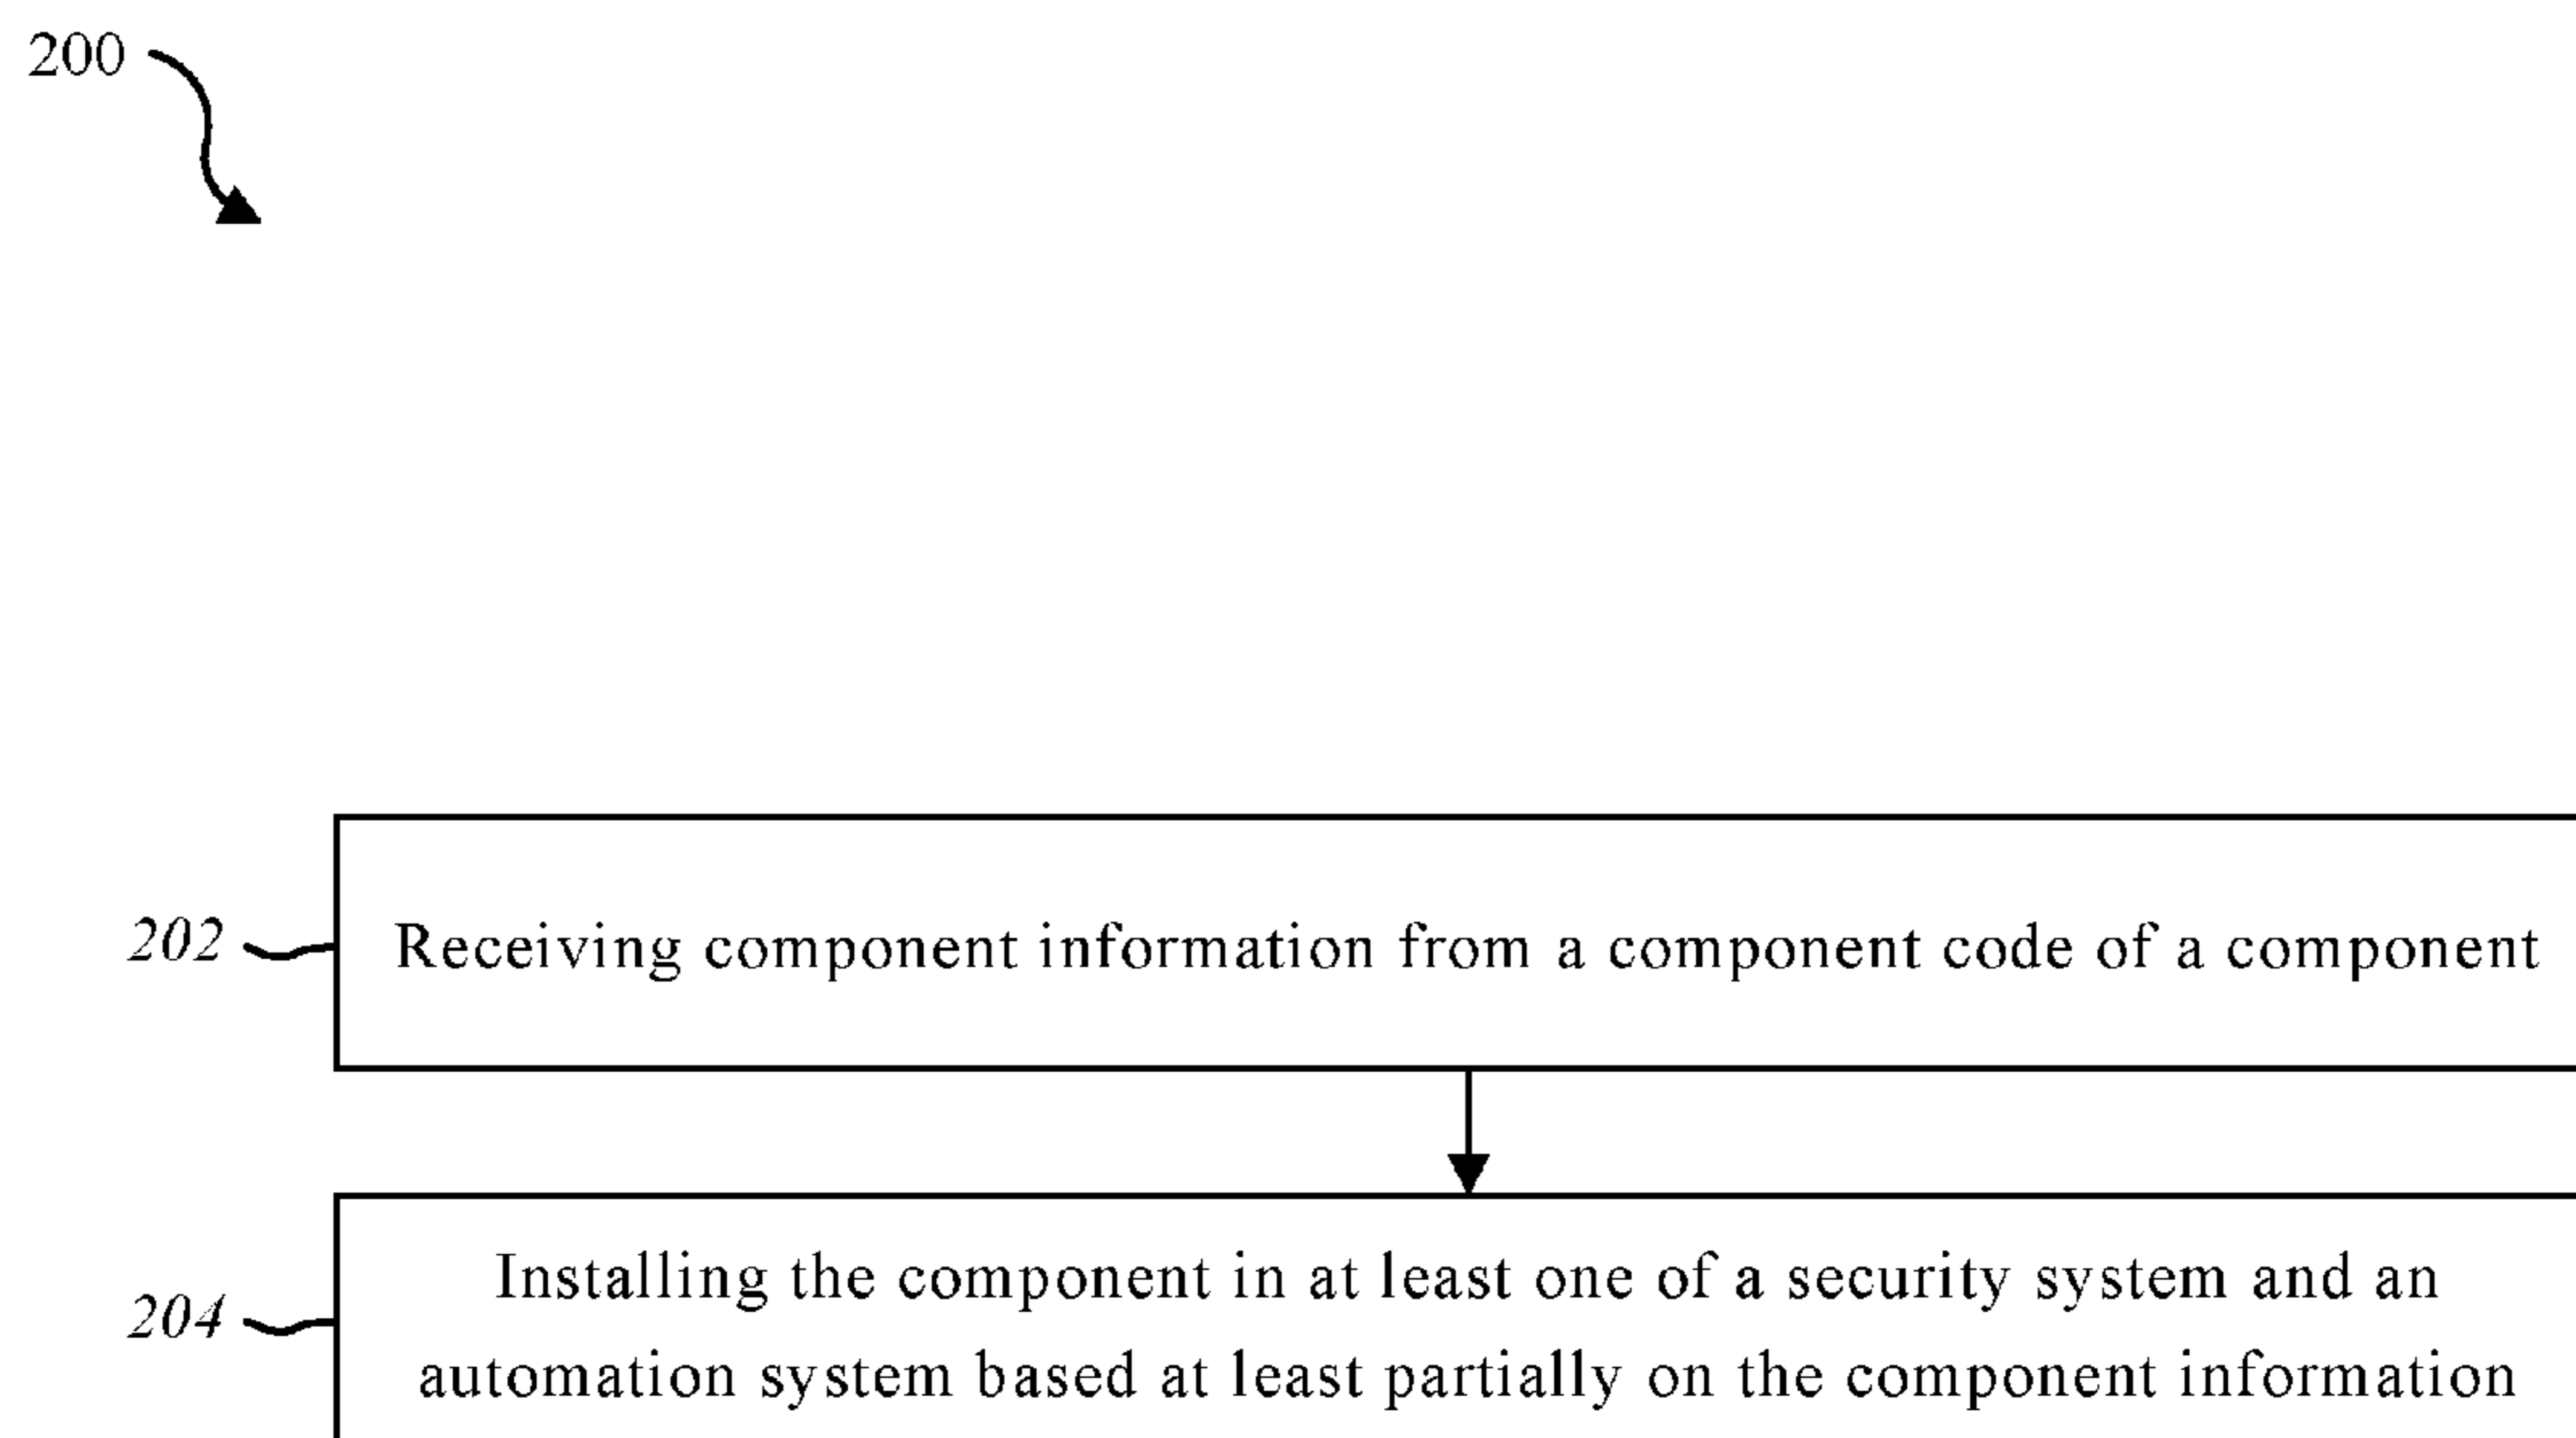 200
202 Receiving component information from a component code of a component
204 Installing the component in at least one of a security system and an
automation system based at least partially on the component information